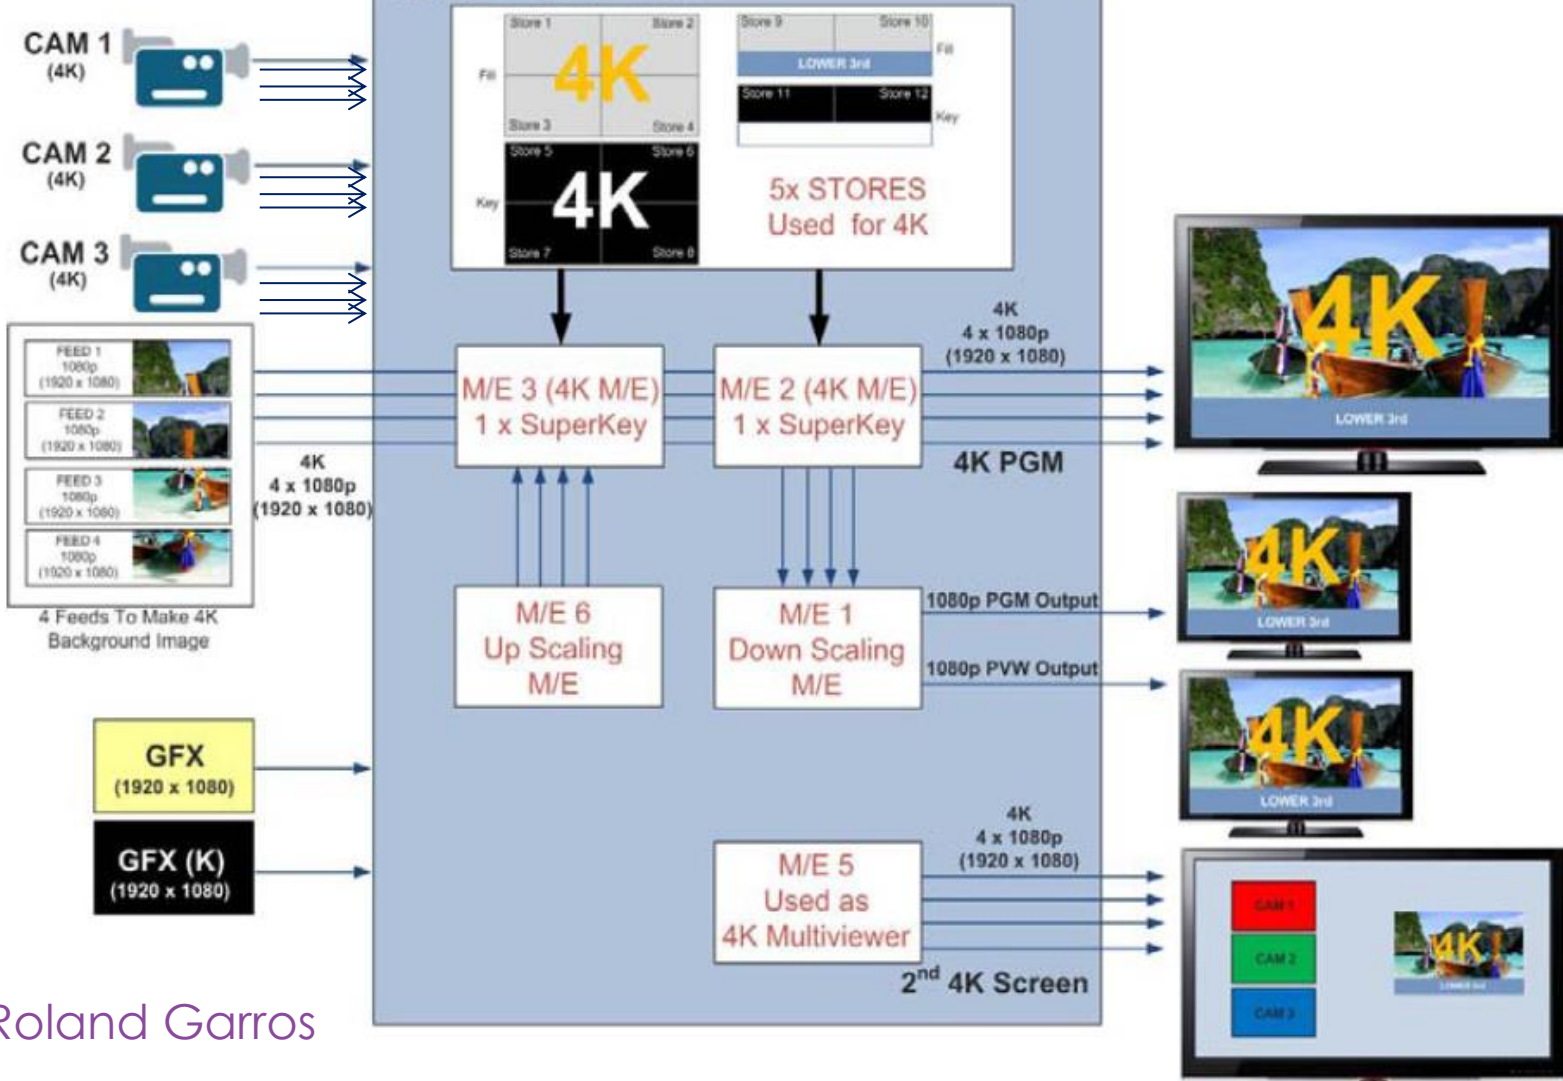 CAM 1
(4K)
CAM 2
(4K)
CAM 3
(4K)
Store 1
Store 2
Fill
4K
Store 3
Store 4
Store 5
Store 6
Key
4K
Store 7
Store 8
Store 9
Store 10
Fill
LOWER 3rd
Store 11
Store 12
Key
5x STORES
Used for 4K
FEED 1
1080p
(1920 x 1080)
FEED 2
1080p
(1920 x 1080)
FEED 3
1080p
(1920 x 1080)
FEED 4
1080p
(1920 x 1080)
4 Feeds To Make 4K
Background Image
4K
4 x 1080p
(1920 x 1080)
M/E 3 (4K M/E)
1 x SuperKey
M/E 2 (4K M/E)
1 x SuperKey
4K
4 x 1080p
(1920 x 1080)
4K PGM
4K
LOWER 3rd
M/E 6
Up Scaling
M/E
M/E 1
Down Scaling
M/E
1080p PGM Output
1080p PVW Output
4K
LOWER 3rd
4K
LOWER 3rd
GFX
(1920 x 1080)
GFX (K)
(1920 x 1080)
M/E 5
Used as
4K Multiviewer
4K
4 x 1080p
(1920 x 1080)
2nd 4K Screen
CAM 1
CAM 2
CAM 3
4K
LOWER 3rd
Roland Garros